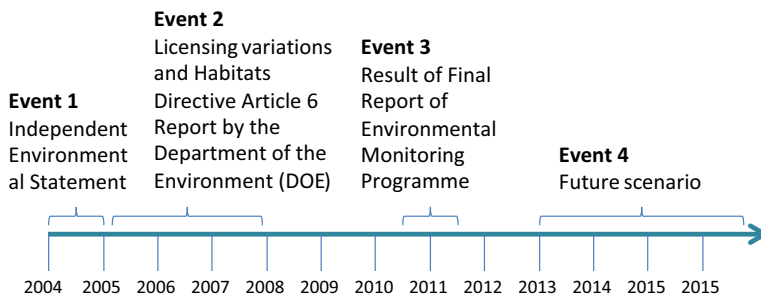 Event 1
Independent
Environment
al Statement
Event 2
Licensing variations
and Habitats
Directive Article 6
Report by the
Department of the
Environment (DOE)
Event 3
Result of Final
Report of
Environmental
Monitoring
Programme
Event 4
Future scenario
2004 2005 2006 2007 2008 2009 2010 2011 2012 2013 2014 2015 2015